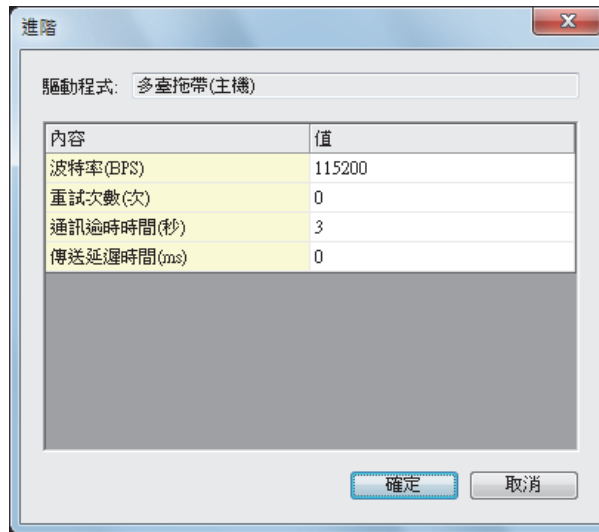 進階
驅動程式: 多臺拖帶(主機)
內容 值
波特率(BPS) 115200
重試次數(次) 0
通訊逾時時間(秒) 3
傳送延遲時間(ms) 0
確定 取消